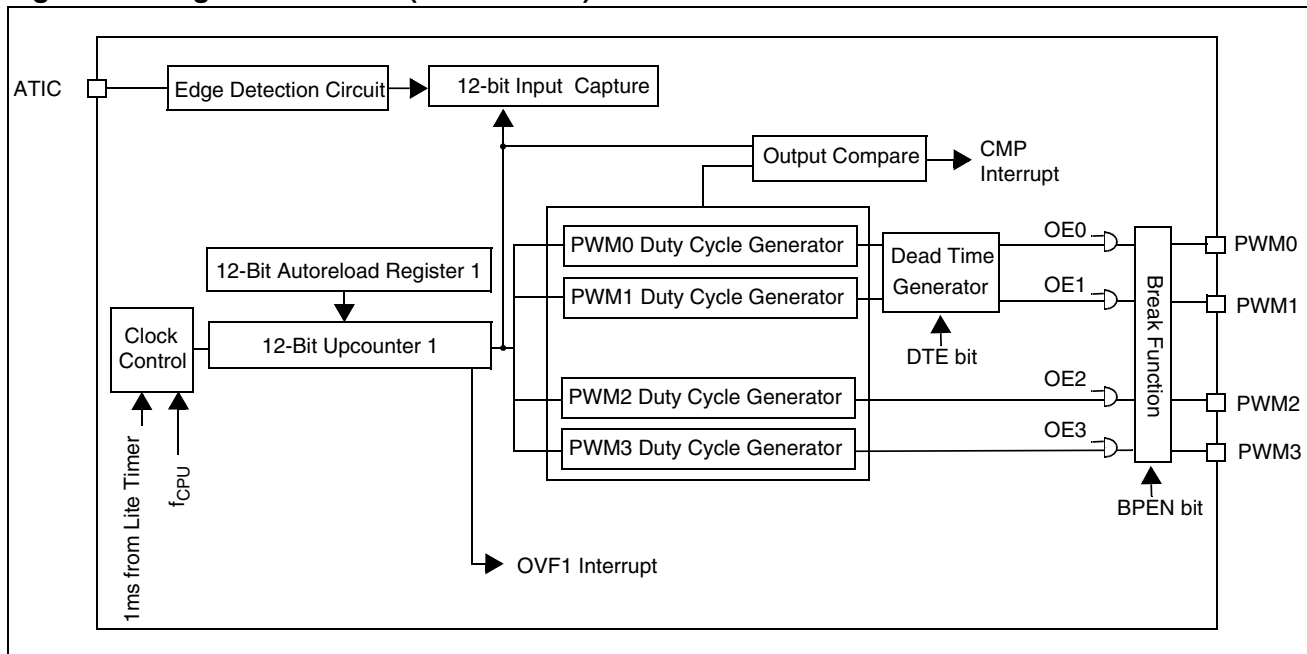 ATIC
Edge Detection Circuit
12-bit Input Capture
Output Compare
CMP
Interrupt
PWM0 Duty Cycle Generator
PWM1 Duty Cycle Generator
PWM2 Duty Cycle Generator
PWM3 Duty Cycle Generator
Dead Time
Generator
DTE bit
OE0
OE1
OE2
OE3
Break Function
BPEN bit
PWM0
PWM1
PWM2
PWM3
12-Bit Autoreload Register 1
12-Bit Upcounter 1
Clock
Control
1ms from Lite Timer
fCPU
OVF1 Interrupt